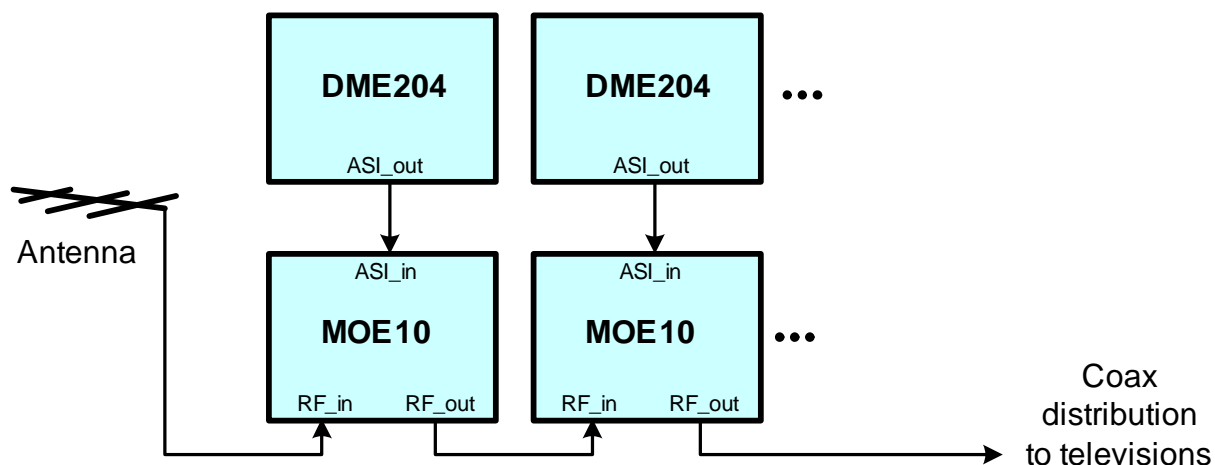 DME204
DME204
ASI_out
ASI_out
Antenna
ASI_in
ASI_in
MOE10
MOE10
RF_in
RF_out
RF_in
RF_out
Coax
distribution
to televisions